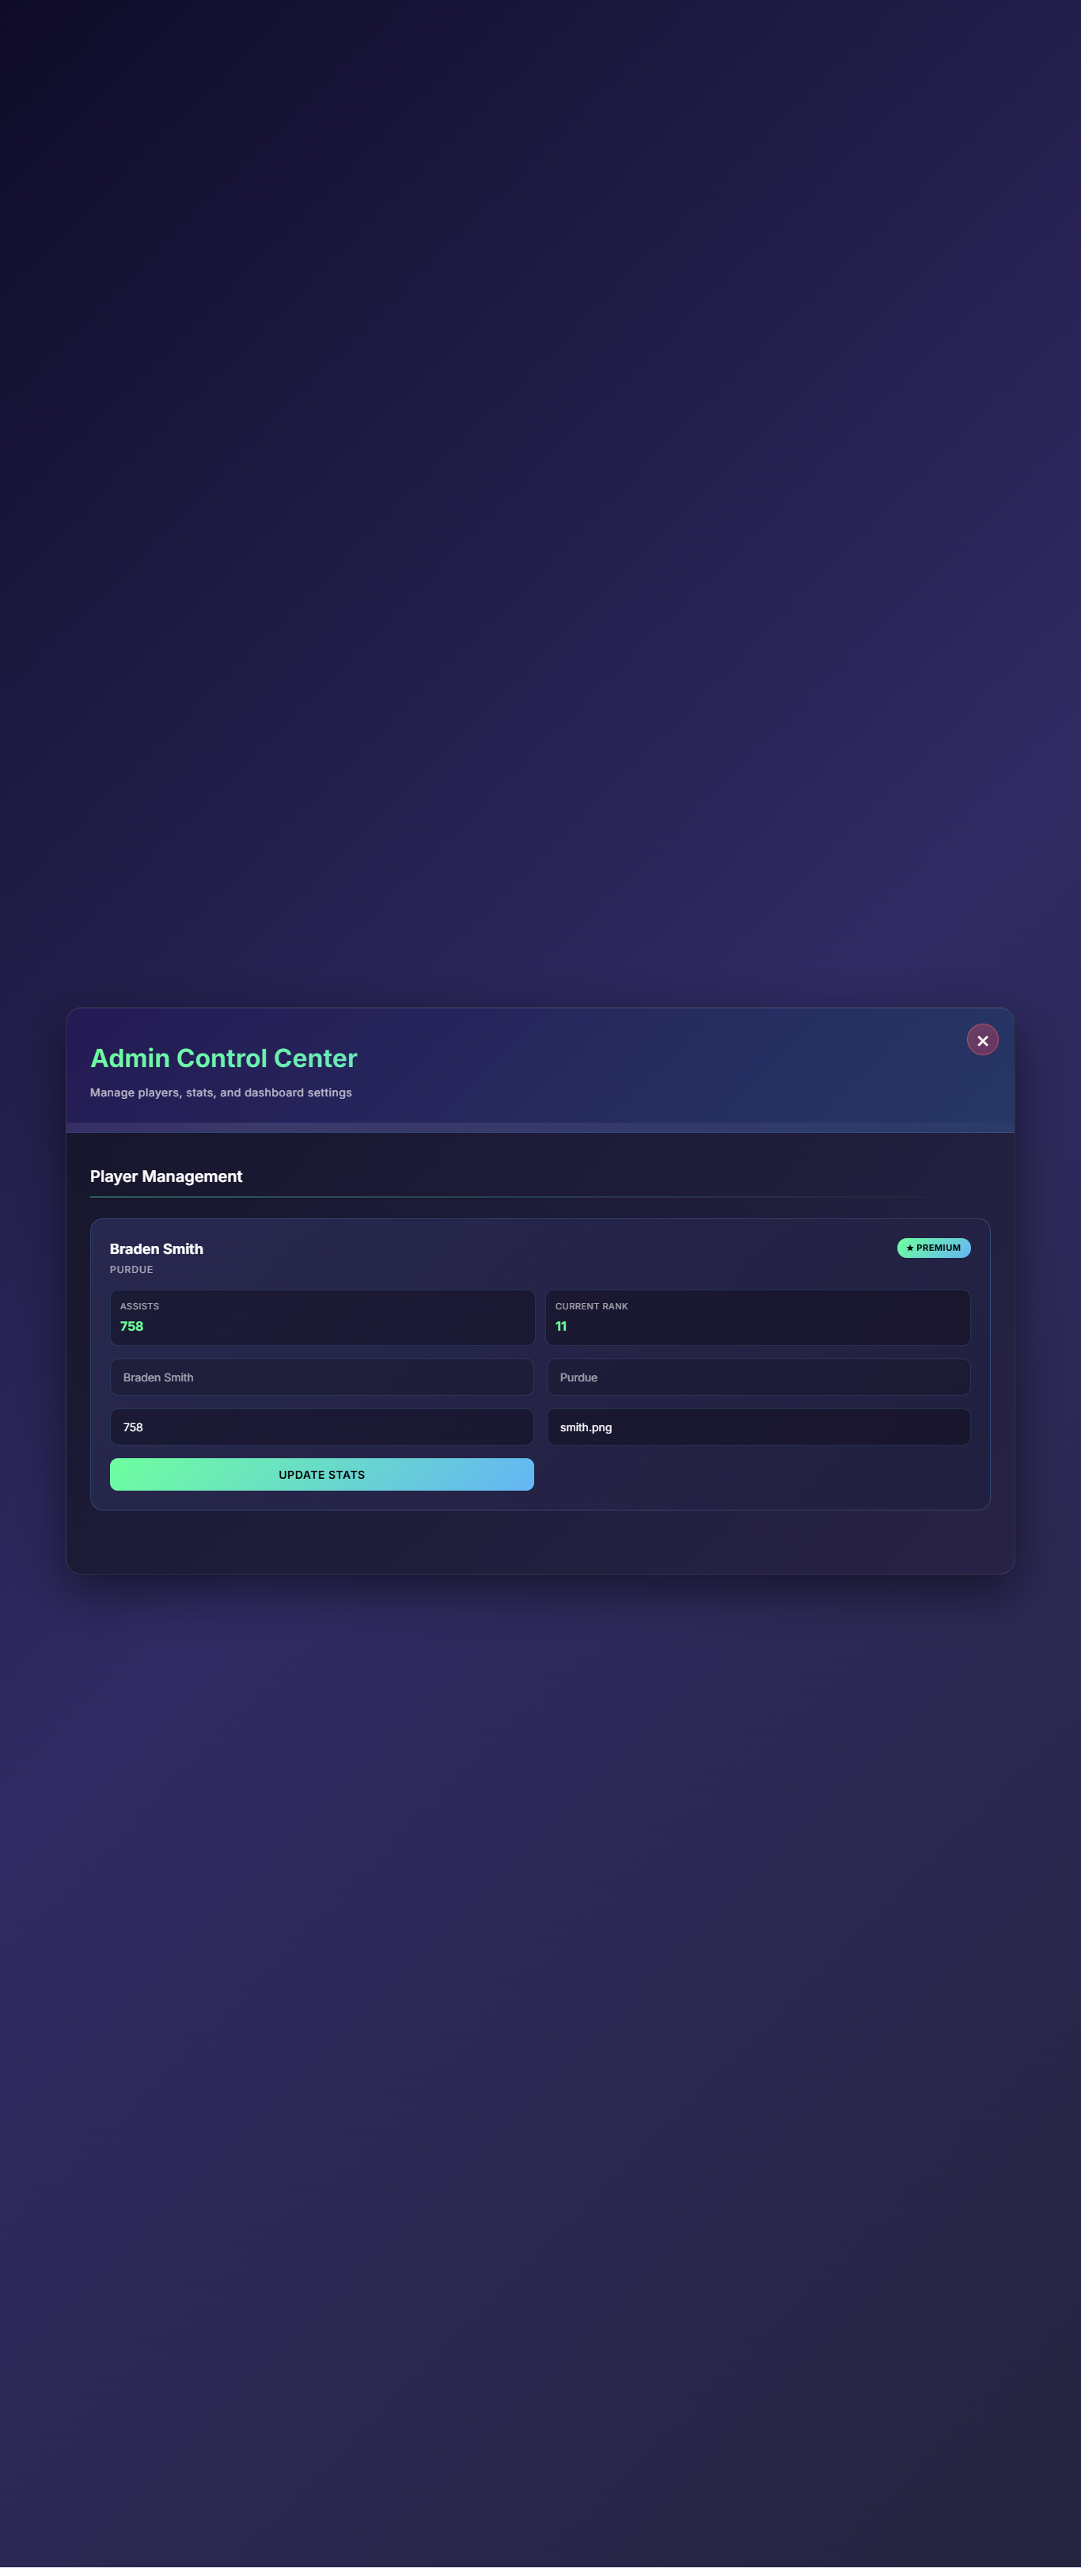 Admin Control Center
Manage players, stats, and dashboard settings
Player Management
Braden Smith
★ PREMIUM
PURDUE
ASSISTS
758
CURRENT RANK
11
Braden Smith
Purdue
758
smith.png
UPDATE STATS